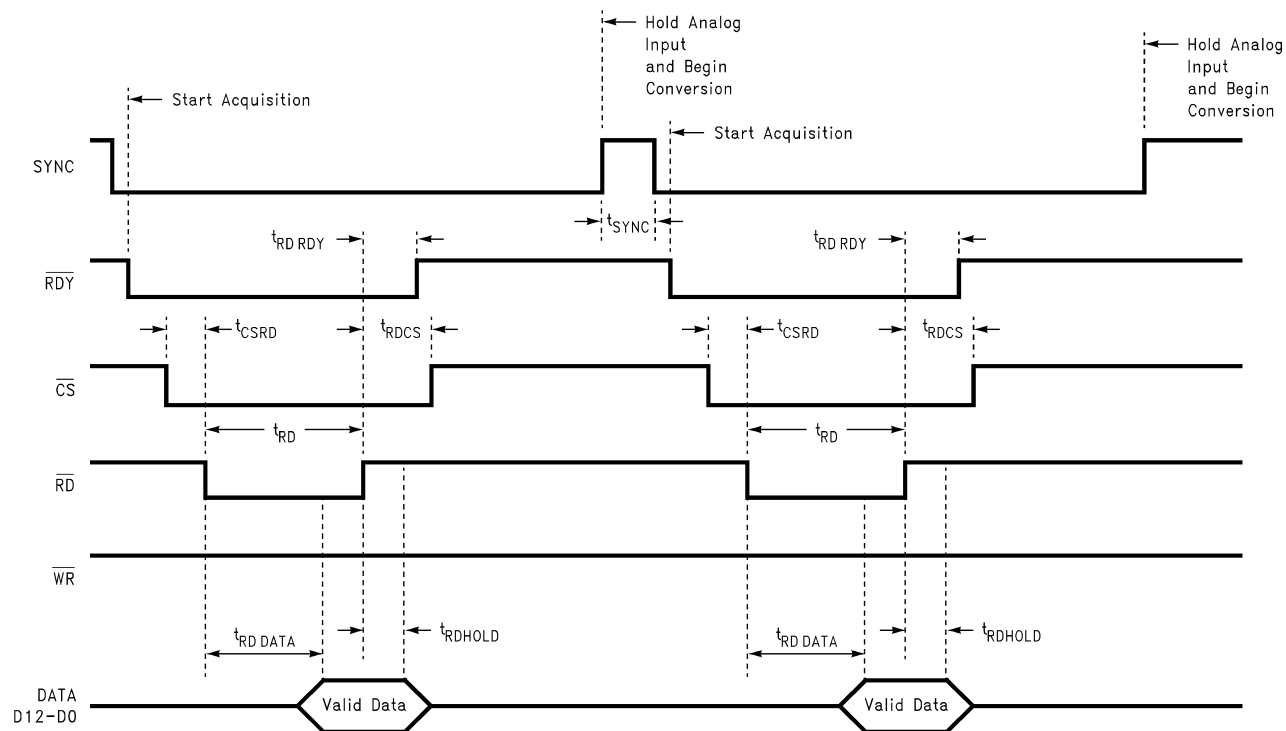 Hold Analog
Input
and Begin
Conversion
Hold Analog
Input
and Begin
Conversion
Start Acquisition
Start Acquisition
SYNC
tSYNC
tRD RDY
tRD RDY
RDY
tCSRD
tRDCS
tCSRD
tRDCS
CS
tRD
tRD
RD
WR
tRD DATA
tRDHOLD
tRD DATA
tRDHOLD
DATA
D12-D0
Valid Data
Valid Data